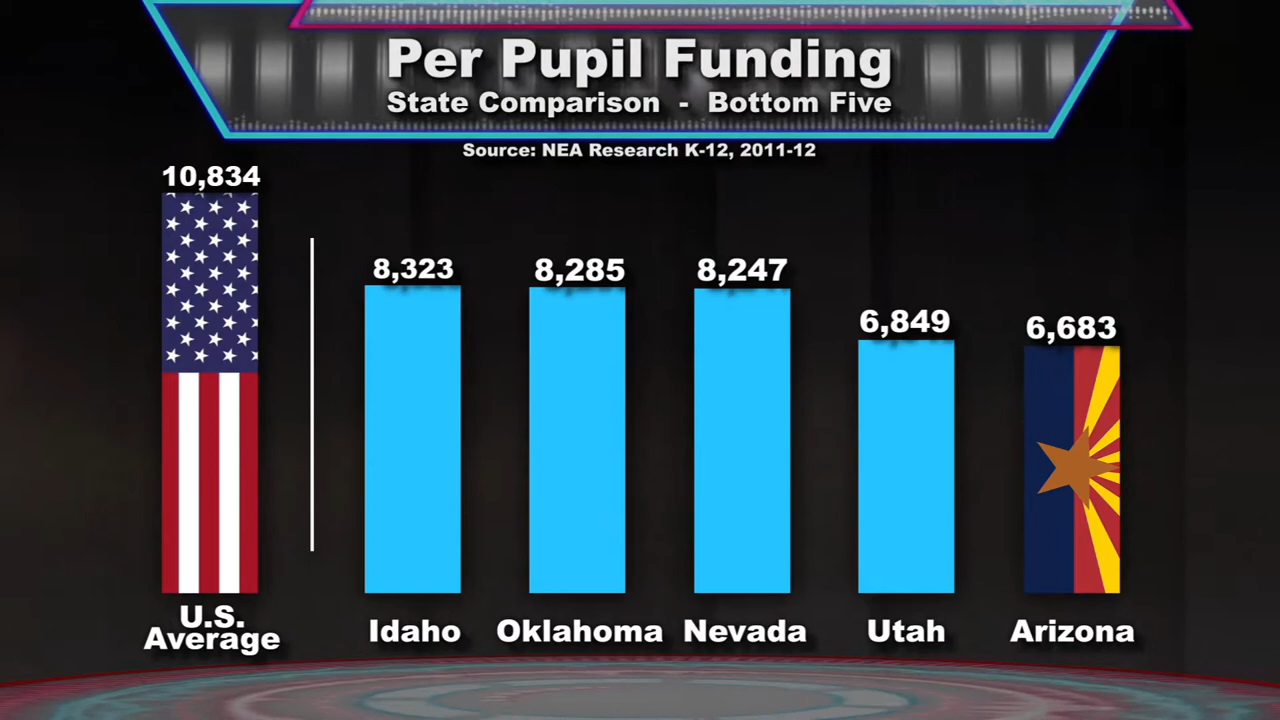 Per Pupil Funding
State Comparison - Bottom Five
Source: NEA Research K-12, 2011-12
10,834
8,323
8,285
8,247
6,849
6,683
U.S.
Average
Idaho
Oklahoma
Nevada
Utah
Arizona